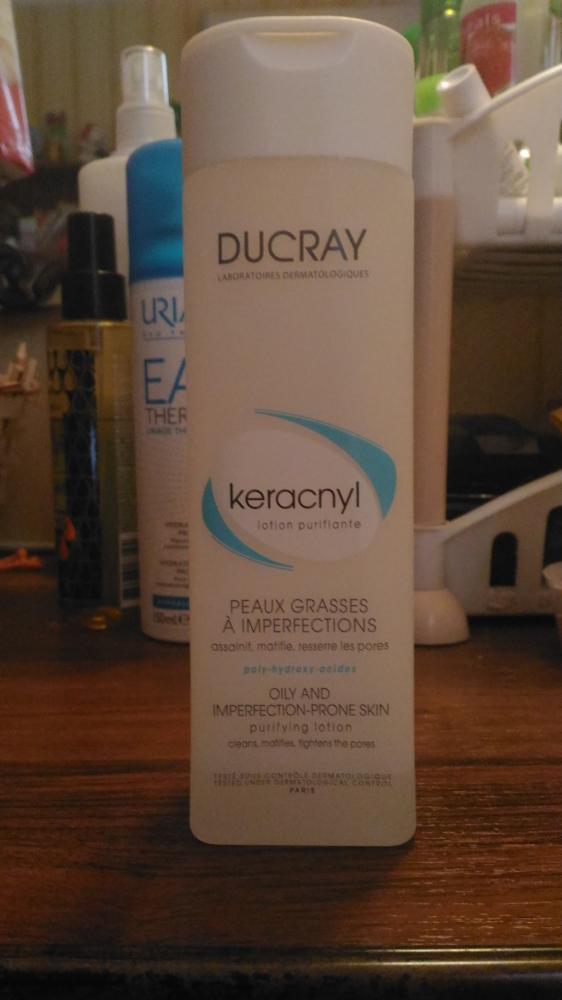 DUCRAY
LABORATOIRES DERMATOLOGIQUES
keracnyl
lotion purifiante
PEAUX GRASSES
À IMPERFECTIONS
assainit, matifie, resserre les pores
poly-hydroxy-acides
OILY AND
IMPERFECTION-PRONE SKIN
purifying lotion
cleans, matifies, tightens the pores
TESTÉ SOUS CONTRÔLE DERMATOLOGIQUE
TESTED UNDER DERMATOLOGICAL CONTROL
PARIS
URIA
EA
THER